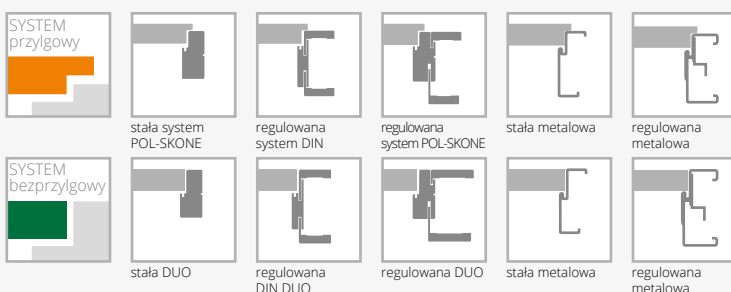 SYSTEM
przylgowy
stała system
POL-SKONE
regulowana
system DIN
regulowana
system POL-SKONE
stała metalowa
regulowana
metalowa
SYSTEM
bezprzylgowy
stała DUO
regulowana
DIN DUO
regulowana DUO
stała metalowa
regulowana
metalowa